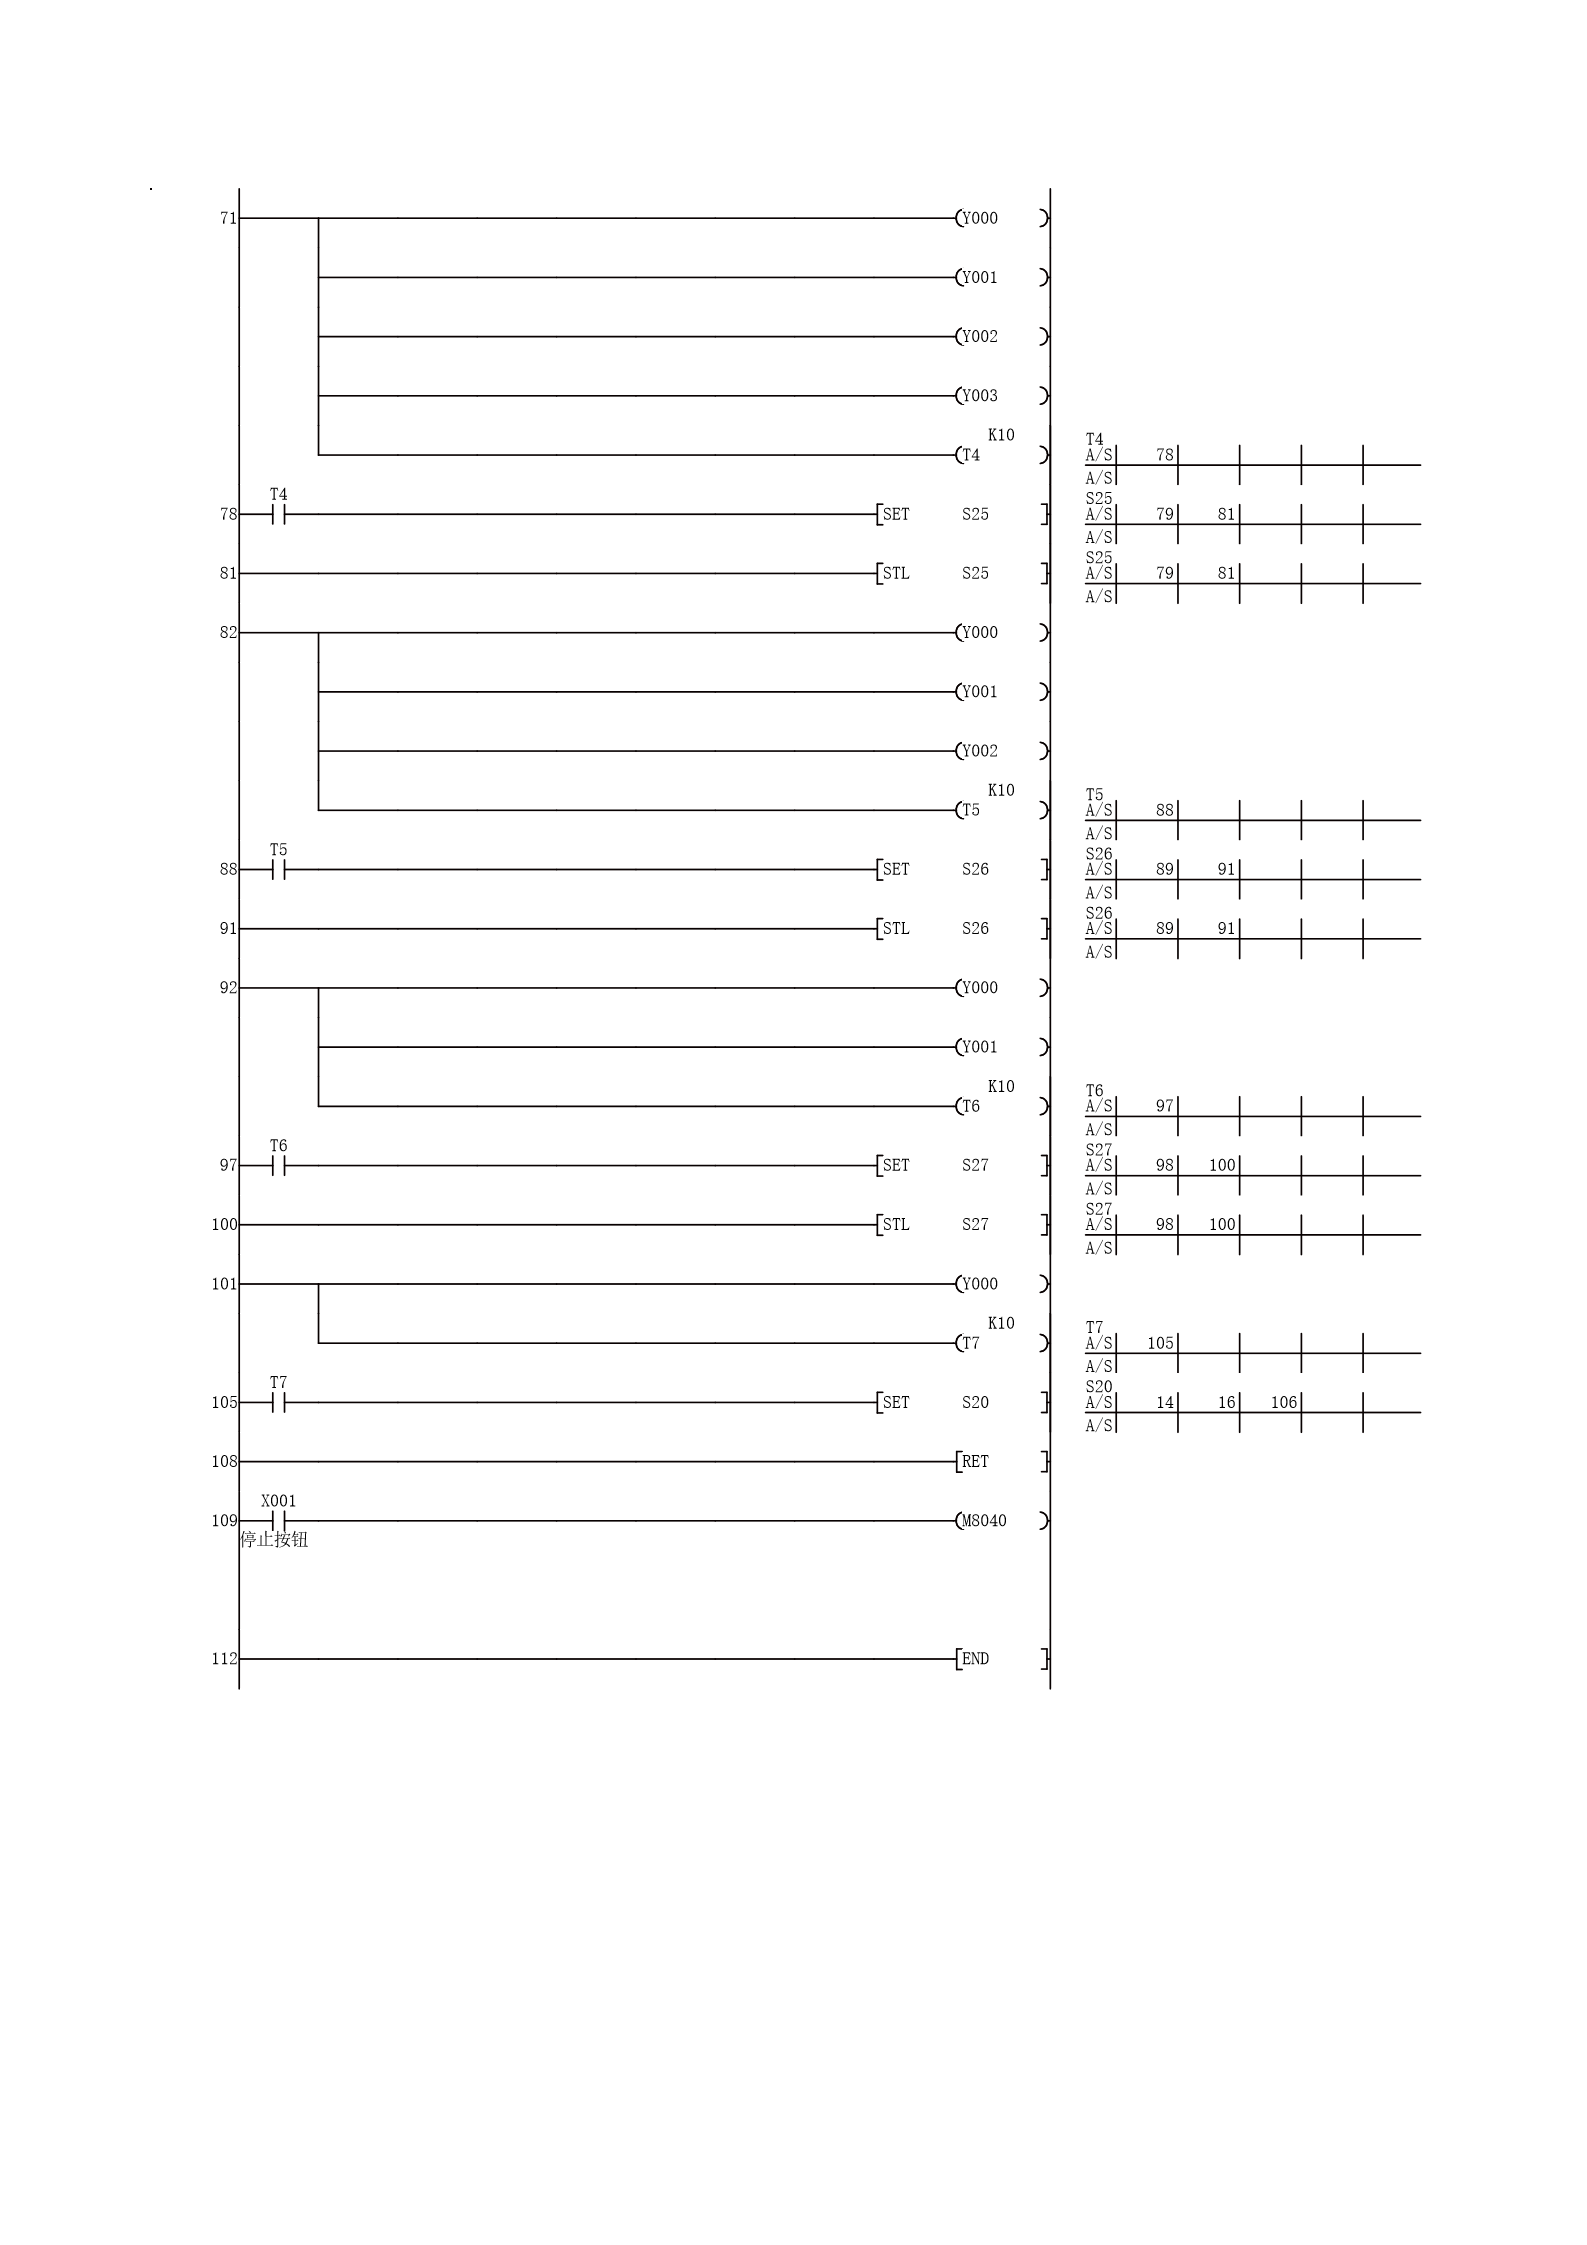 71 Y000
Y001
Y002
Y003
K10
T4 T4
A/S 78
A/S
T4
78 SET S25 S25
A/S 79 81
A/S
81 STL S25 S25
A/S 79 81
A/S
82 Y000
Y001
Y002
K10
T5 T5
A/S 88
A/S
T5
88 SET S26 S26
A/S 89 91
A/S
91 STL S26 S26
A/S 89 91
A/S
92 Y000
Y001
K10
T6 T6
A/S 97
A/S
T6
97 SET S27 S27
A/S 98 100
A/S
100 STL S27 S27
A/S 98 100
A/S
101 Y000
K10
T7 T7
A/S 105
A/S
T7
105 SET S20 S20
A/S 14 16 106
A/S
108 RET
X001
109 M8040
停止按钮
112 END